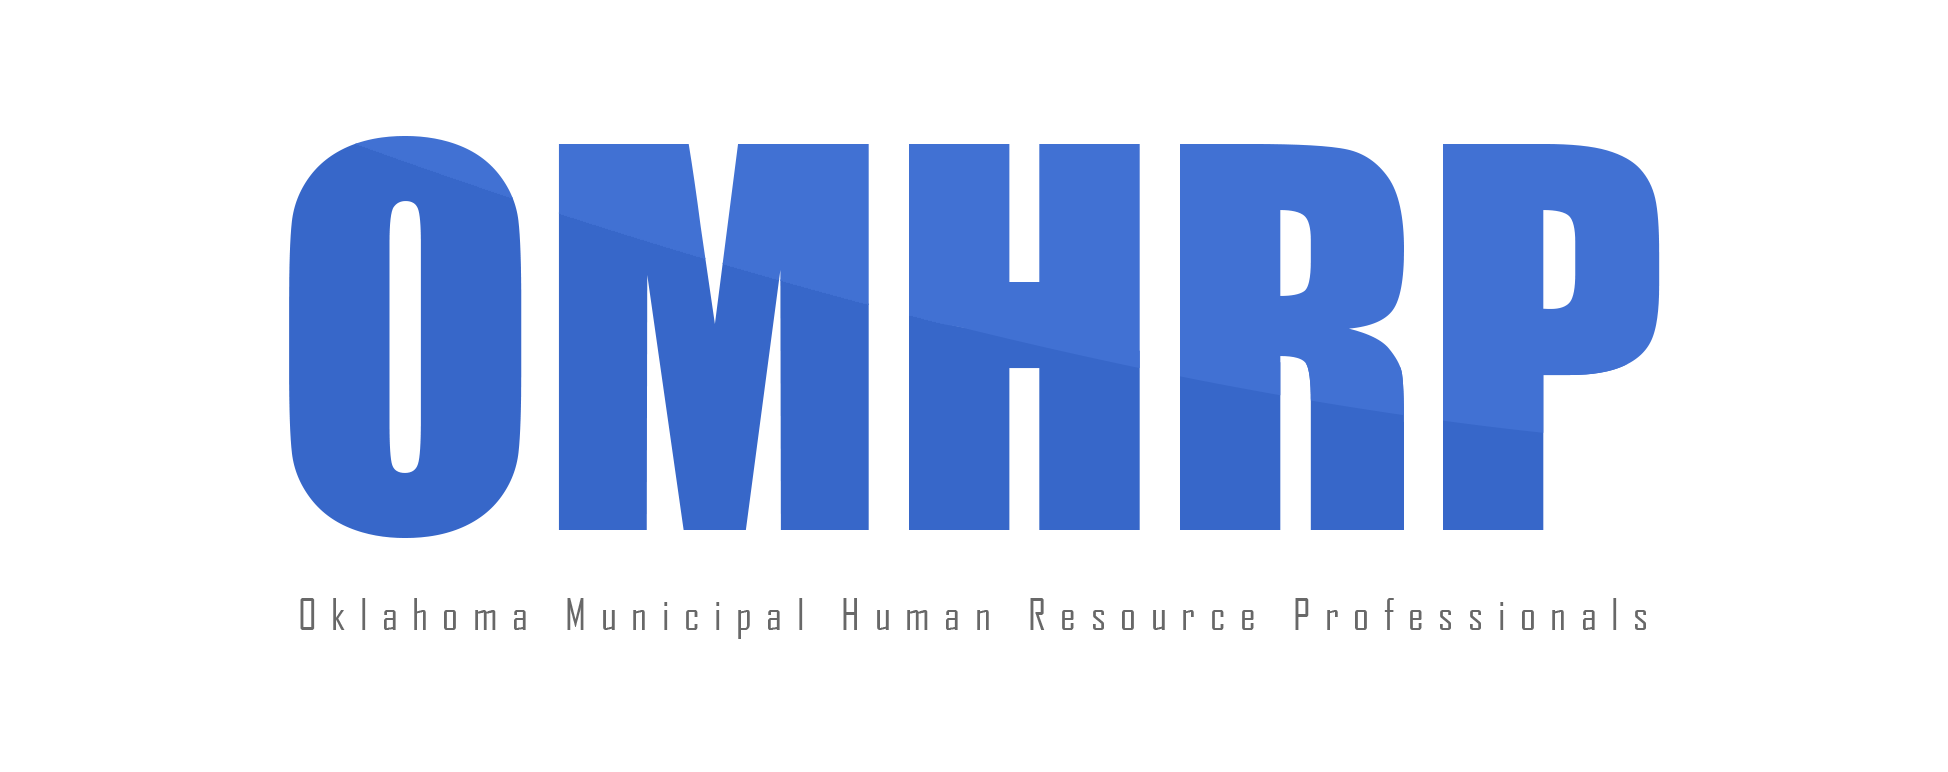 OMHRP
Oklahoma Municipal Human Resource Professionals